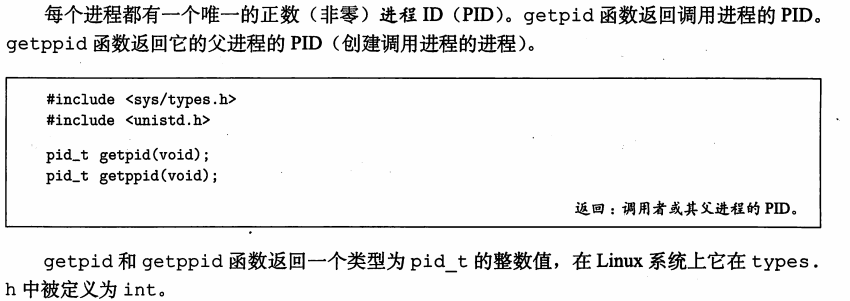 每个进程都有一个唯一的正数（非零）进程 ID（PID）。getpid 函数返回调用进程的 PID。
getppid 函数返回它的父进程的 PID（创建调用进程的进程）。
#include <sys/types.h>
#include <unistd.h>
pid_t getpid(void);
pid_t getppid(void);
返回：调用者或其父进程的 PID。
getpid 和 getppid 函数返回一个类型为 pid_t 的整数值，在 Linux 系统上它在 types.
h 中被定义为 int。